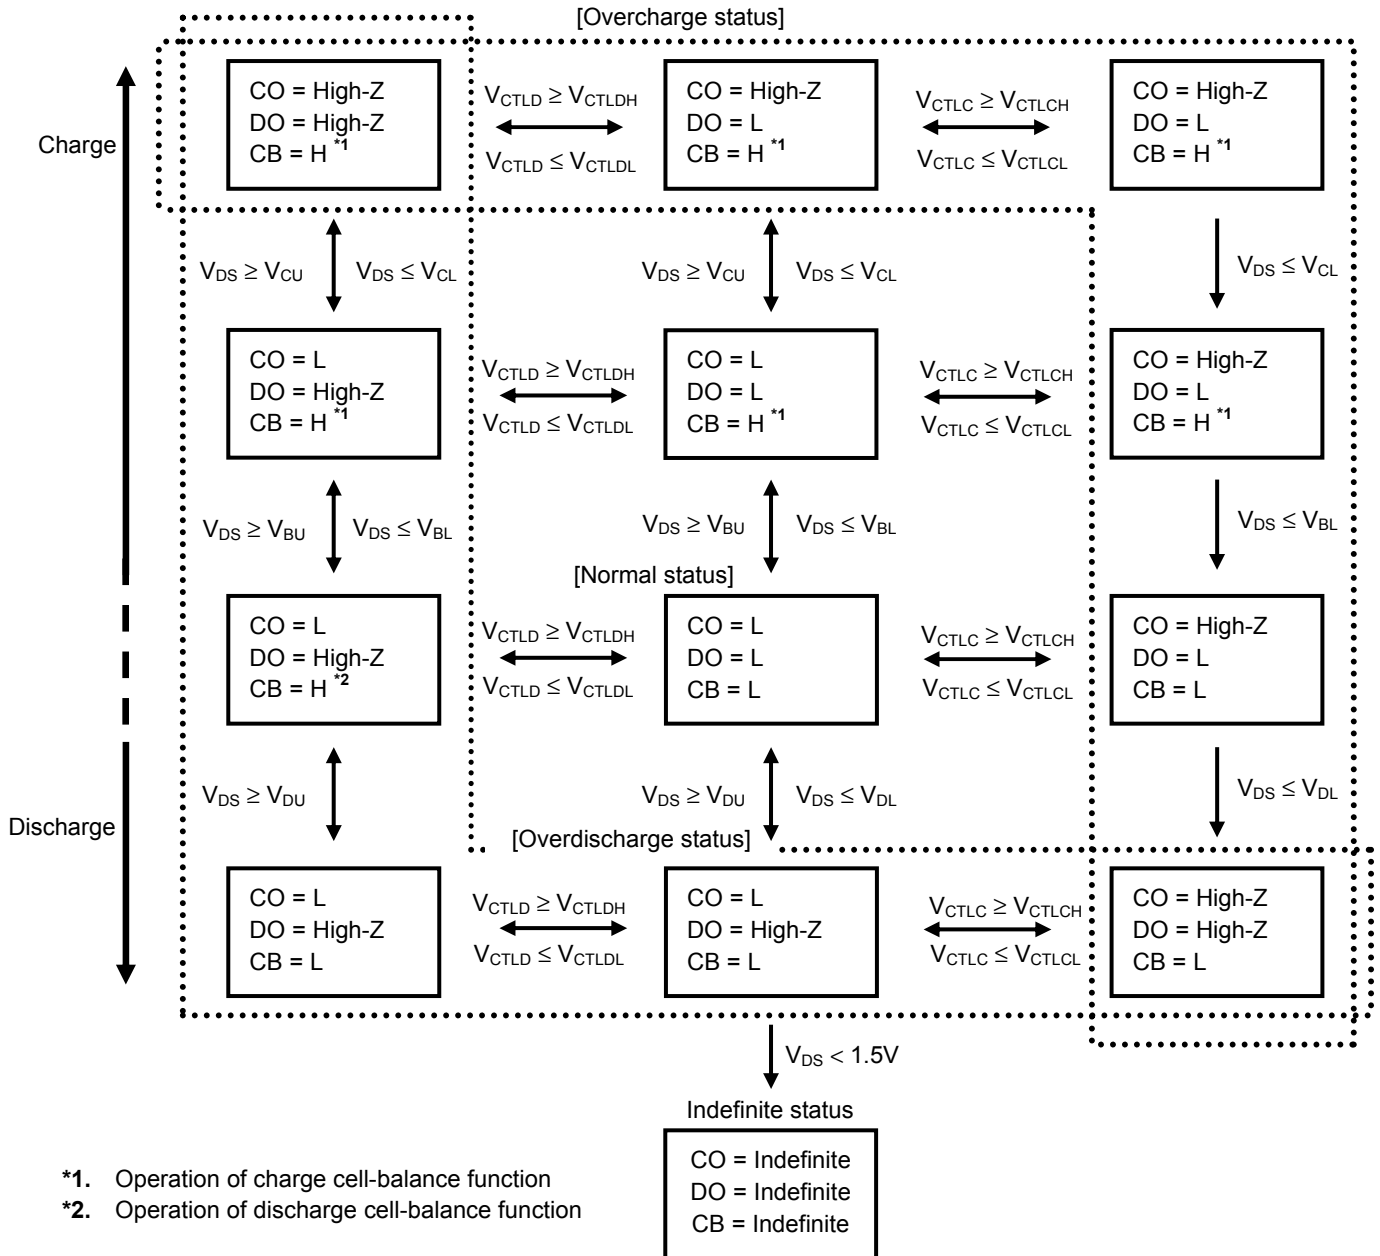 [Overcharge status]
Charge
CO = High-Z
DO = High-Z
CB = H *1
VCTLD ≥ VCTLDH
VCTLD ≤ VCTLDL
CO = High-Z
DO = L
CB = H *1
VCTLC ≥ VCTLCH
VCTLC ≤ VCTLCL
CO = High-Z
DO = L
CB = H *1
VDS ≥ VCU VDS ≤ VCL
VDS ≥ VCU VDS ≤ VCL
VDS ≤ VCL
CO = L
DO = High-Z
CB = H *1
VCTLD ≥ VCTLDH
VCTLD ≤ VCTLDL
CO = L
DO = L
CB = H *1
VCTLC ≥ VCTLCH
VCTLC ≤ VCTLCL
CO = High-Z
DO = L
CB = H *1
VDS ≥ VBU VDS ≤ VBL
VDS ≥ VBU VDS ≤ VBL
VDS ≤ VBL
[Normal status]
CO = L
DO = High-Z
CB = H *2
VCTLD ≥ VCTLDH
VCTLD ≤ VCTLDL
CO = L
DO = L
CB = L
VCTLC ≥ VCTLCH
VCTLC ≤ VCTLCL
CO = High-Z
DO = L
CB = L
VDS ≥ VDU
VDS ≥ VDU VDS ≤ VDL
VDS ≤ VDL
Discharge
[Overdischarge status]
CO = L
DO = High-Z
CB = L
VCTLD ≥ VCTLDH
VCTLD ≤ VCTLDL
CO = L
DO = High-Z
CB = L
VCTLC ≥ VCTLCH
VCTLC ≤ VCTLCL
CO = High-Z
DO = High-Z
CB = L
VDS < 1.5V
Indefinite status
CO = Indefinite
DO = Indefinite
CB = Indefinite
*1. Operation of charge cell-balance function
*2. Operation of discharge cell-balance function